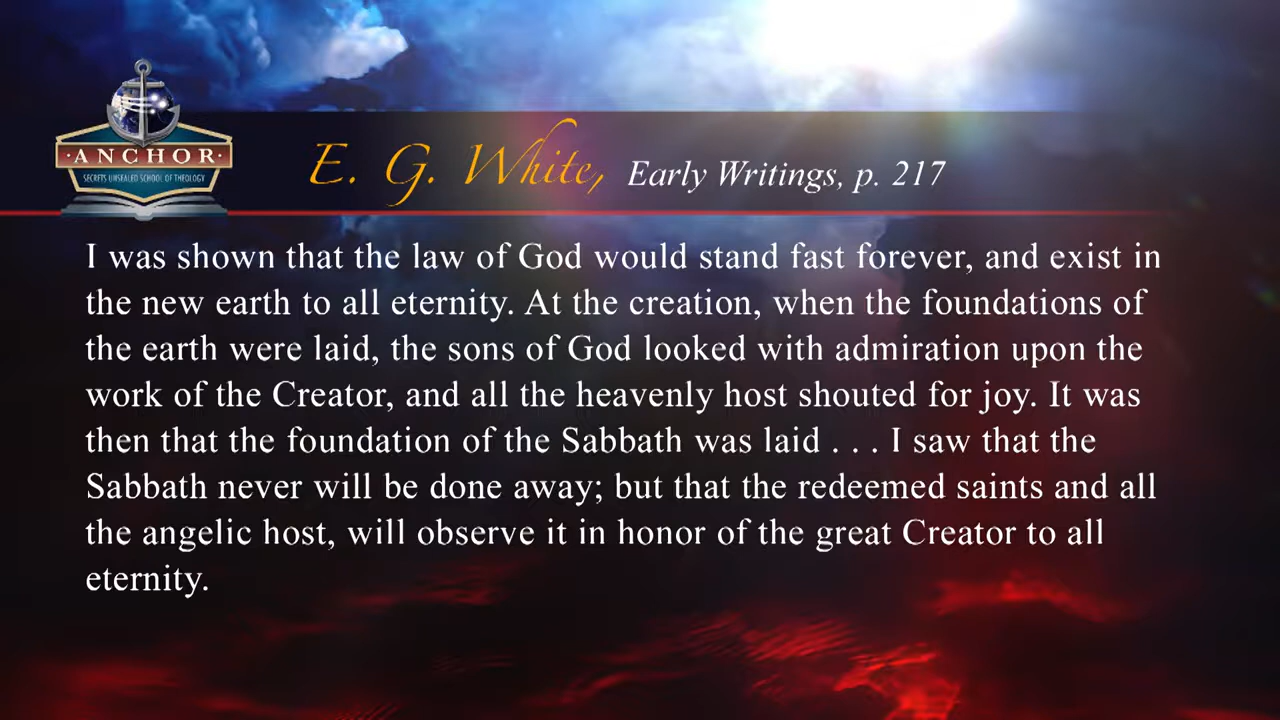 ·ANCHOR·
SECRETS UNSEALED SCHOOL OF THEOLOGY
E. G. White, Early Writings, p. 217
I was shown that the law of God would stand fast forever, and exist in
the new earth to all eternity. At the creation, when the foundations of
the earth were laid, the sons of God looked with admiration upon the
work of the Creator, and all the heavenly host shouted for joy. It was
then that the foundation of the Sabbath was laid . . . I saw that the
Sabbath never will be done away; but that the redeemed saints and all
the angelic host, will observe it in honor of the great Creator to all
eternity.